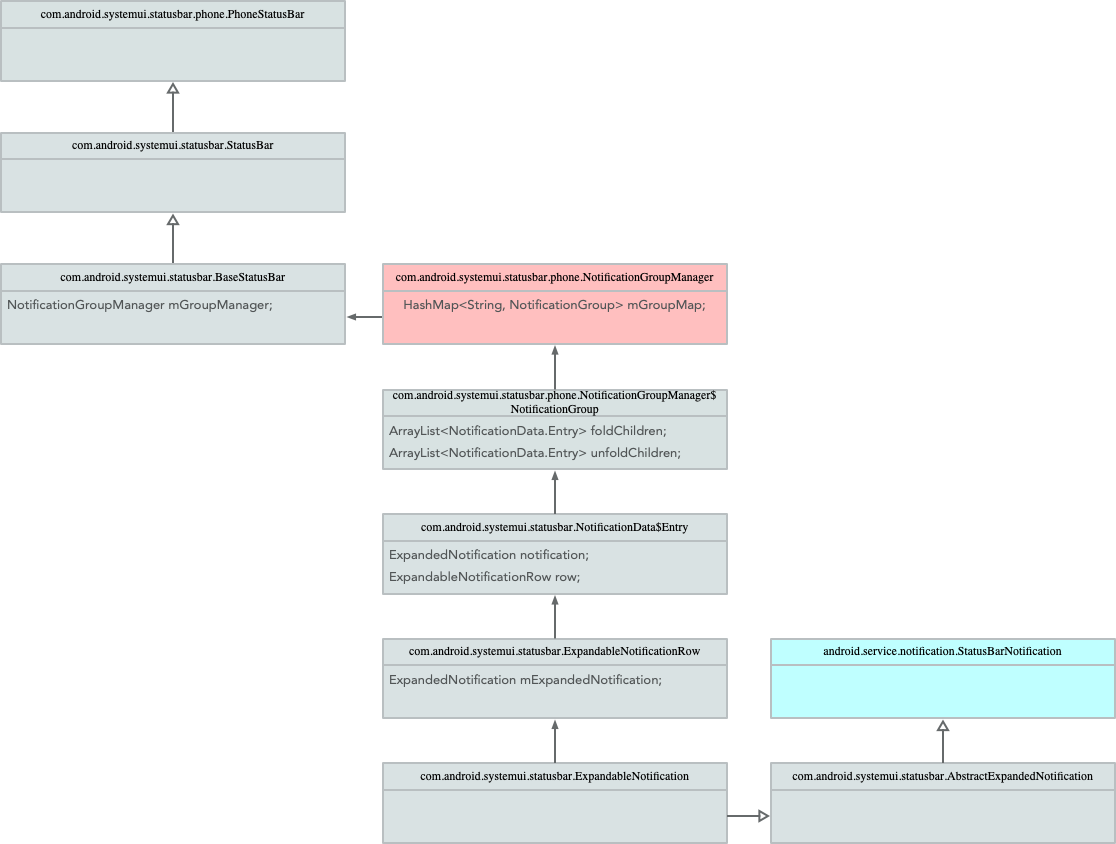 com.android.systemui.statusbar.phone.PhoneStatusBar
com.android.systemui.statusbar.StatusBar
com.android.systemui.statusbar.BaseStatusBar
NotificationGroupManager mGroupManager;
com.android.systemui.statusbar.phone.NotificationGroupManager
HashMap<String, NotificationGroup> mGroupMap;
com.android.systemui.statusbar.phone.NotificationGroupManager$
NotificationGroup
ArrayList<NotificationData.Entry> foldChildren;
ArrayList<NotificationData.Entry> unfoldChildren;
com.android.systemui.statusbar.NotificationData$Entry
ExpandedNotification notification;
ExpandableNotificationRow row;
com.android.systemui.statusbar.ExpandableNotificationRow
ExpandedNotification mExpandedNotification;
android.service.notification.StatusBarNotification
com.android.systemui.statusbar.ExpandableNotification
com.android.systemui.statusbar.AbstractExpandedNotification